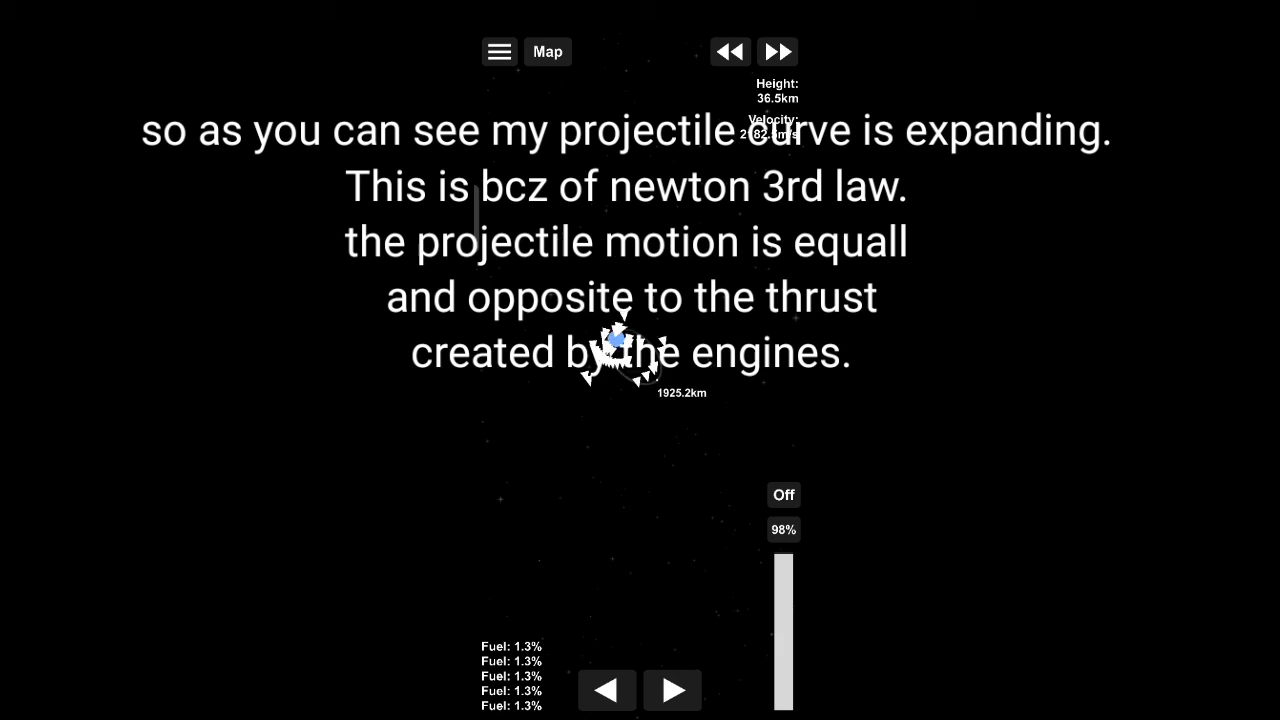 Map
Height:
36.5km
Velocity:
so as you can see my projectile curve is expanding.
This is bcz of newton 3rd law.
the projectile motion is equall
and opposite to the thrust
created by the engines.
1925.2km
Off
98%
Fuel: 1.3%
Fuel: 1.3%
Fuel: 1.3%
Fuel: 1.3%
Fuel: 1.3%